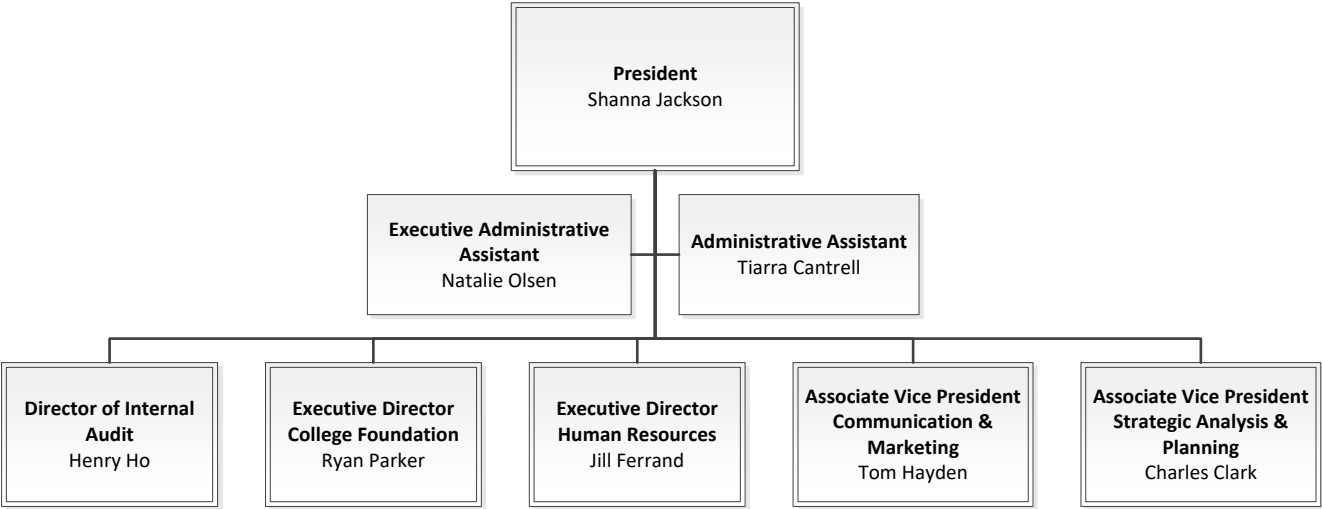 President
Shanna Jackson
Executive Administrative
Assistant
Natalie Olsen
Administrative Assistant
Tiarra Cantrell
Director of Internal
Audit
Henry Ho
Executive Director
College Foundation
Ryan Parker
Executive Director
Human Resources
Jill Ferrand
Associate Vice President
Communication &
Marketing
Tom Hayden
Associate Vice President
Strategic Analysis &
Planning
Charles Clark